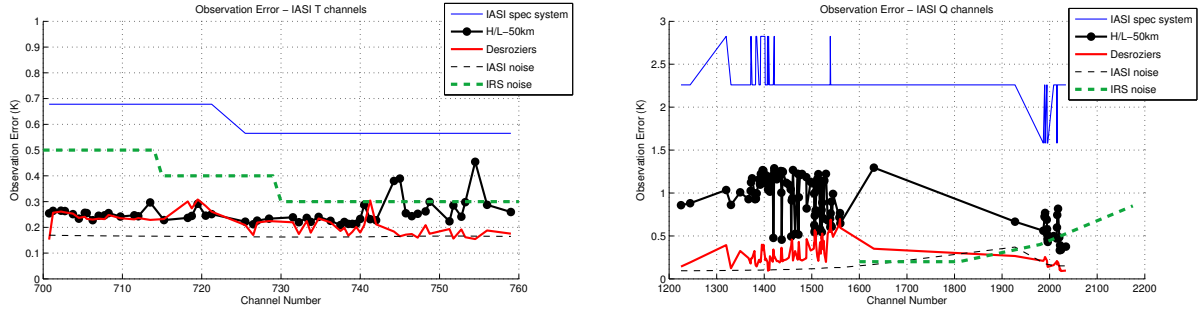 Observation Error − IASI T channels
1
0.9
0.8
0.7
0.6
0.5
0.4
0.3
0.2
0.1
0
Observation Error (K)
700 710 720 730 740 750 760
Channel Number
IASI spec system
H/L−50km
Desroziers
IASI noise
IRS noise
Observation Error − IASI Q channels
3
2.5
2
1.5
1
0.5
0
Observation Error (K)
1200 1300 1400 1500 1600 1700 1800 1900 2000 2100 2200
Channel Number
IASI spec system
H/L−50km
Desroziers
IASI noise
IRS noise